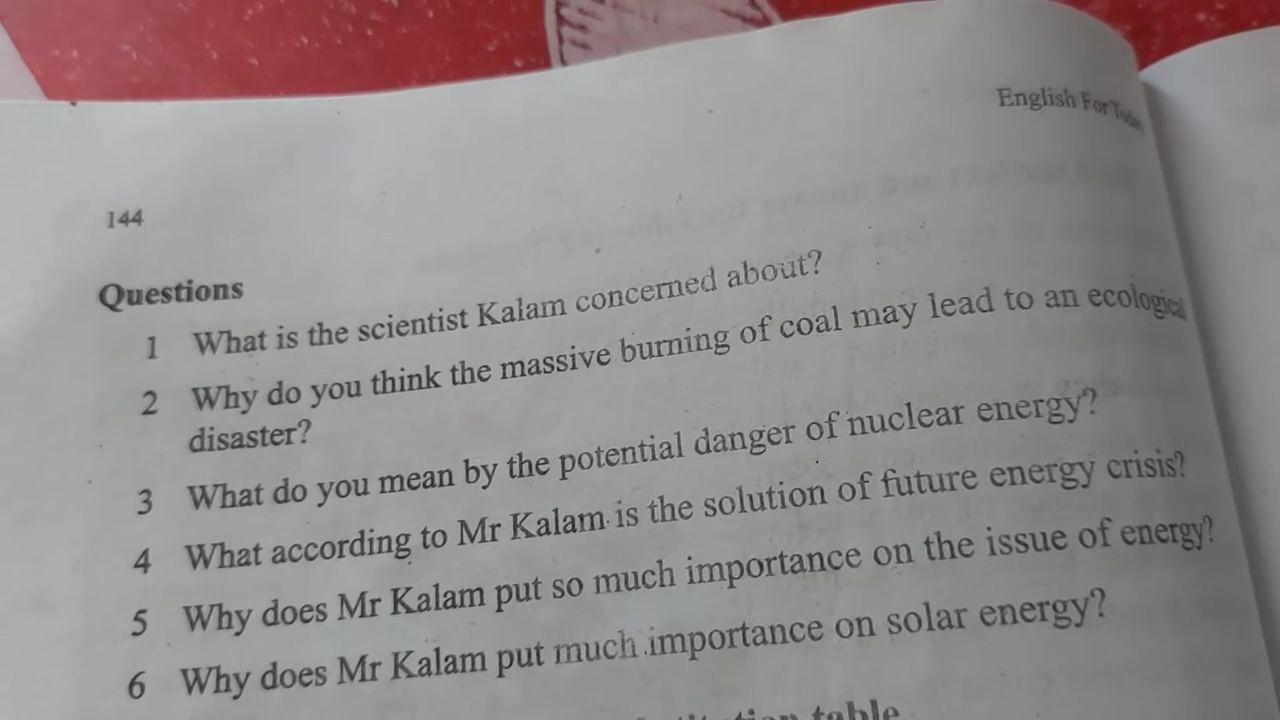 English For Today
144
Questions
1 What is the scientist Kalam concerned about?
2 Why do you think the massive burning of coal may lead to an ecological
disaster?
3 What do you mean by the potential danger of nuclear energy?
4 What according to Mr Kalam is the solution of future energy crisis?
5 Why does Mr Kalam put so much importance on the issue of energy?
6 Why does Mr Kalam put much importance on solar energy?
table